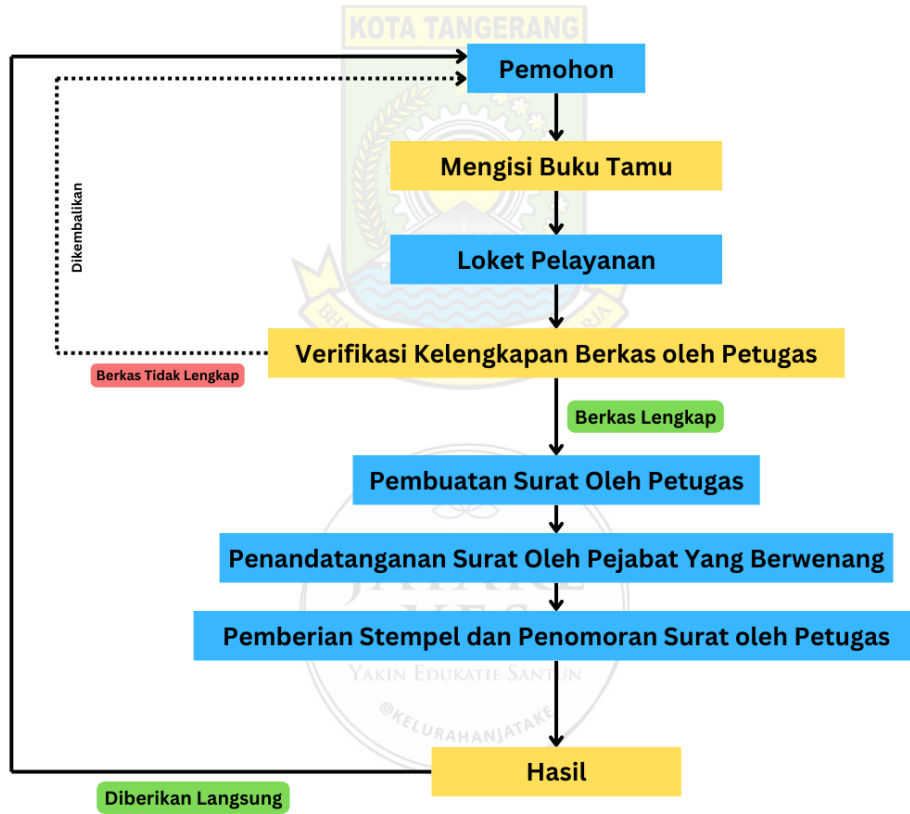 KOTA TANGERANG
Pemohon
Mengisi Buku Tamu
Dikembalikan
Loket Pelayanan
Verifikasi Kelengkapan Berkas oleh Petugas
Berkas Tidak Lengkap
Berkas Lengkap
Pembuatan Surat Oleh Petugas
Penandatanganan Surat Oleh Pejabat Yang Berwenang
Pemberian Stempel dan Penomoran Surat oleh Petugas
YAKIN EDUKATIF SANTUN
@KELURAHANJATAKE
Hasil
Diberikan Langsung